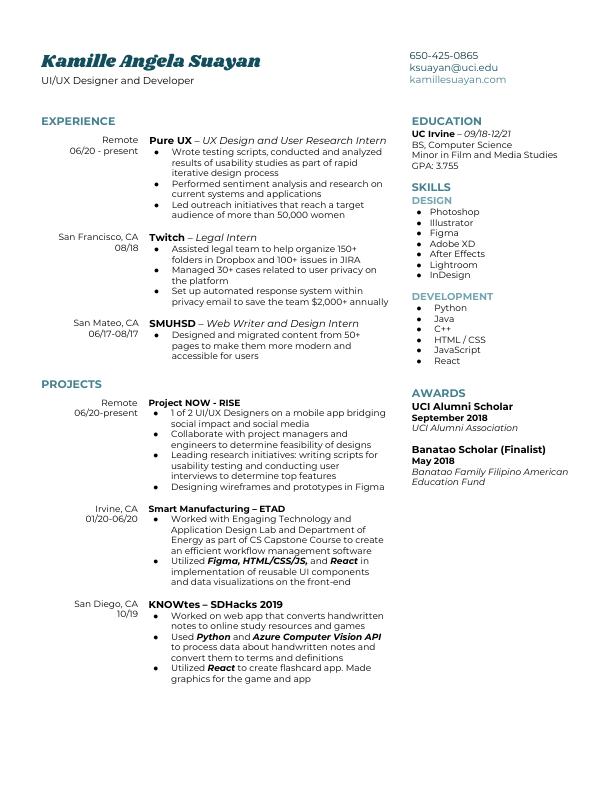 Kamille Angela Suayan
UI/UX Designer and Developer
650-425-0865
ksuayan@uci.edu
kamillesuayan.com
EXPERIENCE
Remote
06/20 - present
Pure UX – UX Design and User Research Intern
● Wrote testing scripts, conducted and analyzed
results of usability studies as part of rapid
iterative design process
● Performed sentiment analysis and research on
current systems and applications
● Led outreach initiatives that reach a target
audience of more than 50,000 women
San Francisco, CA
08/18
Twitch – Legal Intern
● Assisted legal team to help organize 150+
folders in Dropbox and 100+ issues in JIRA
● Managed 30+ cases related to user privacy on
the platform
● Set up automated response system within
privacy email to save the team $2,000+ annually
San Mateo, CA
06/17-08/17
SMUHSD – Web Writer and Design Intern
● Designed and migrated content from 50+
pages to make them more modern and
accessible for users
PROJECTS
Remote
06/20-present
Project NOW - RISE
● 1 of 2 UI/UX Designers on a mobile app bridging
social impact and social media
● Collaborate with project managers and
engineers to determine feasibility of designs
● Leading research initiatives: writing scripts for
usability testing and conducting user
interviews to determine top features
● Designing wireframes and prototypes in Figma
Irvine, CA
01/20-06/20
Smart Manufacturing – ETAD
● Worked with Engaging Technology and
Application Design Lab and Department of
Energy as part of CS Capstone Course to create
an efficient workflow management software
● Utilized Figma, HTML/CSS/JS, and React in
implementation of reusable UI components
and data visualizations on the front-end
San Diego, CA
10/19
KNOWtes – SDHacks 2019
● Worked on web app that converts handwritten
notes to online study resources and games
● Used Python and Azure Computer Vision API
to process data about handwritten notes and
convert them to terms and definitions
● Utilized React to create flashcard app. Made
graphics for the game and app
EDUCATION
UC Irvine – 09/18-12/21
BS, Computer Science
Minor in Film and Media Studies
GPA: 3.755
SKILLS
DESIGN
● Photoshop
● Illustrator
● Figma
● Adobe XD
● After Effects
● Lightroom
● InDesign
DEVELOPMENT
● Python
● Java
● C++
● HTML / CSS
● JavaScript
● React
AWARDS
UCI Alumni Scholar
September 2018
UCI Alumni Association
Banatao Scholar (Finalist)
May 2018
Banatao Family Filipino American
Education Fund